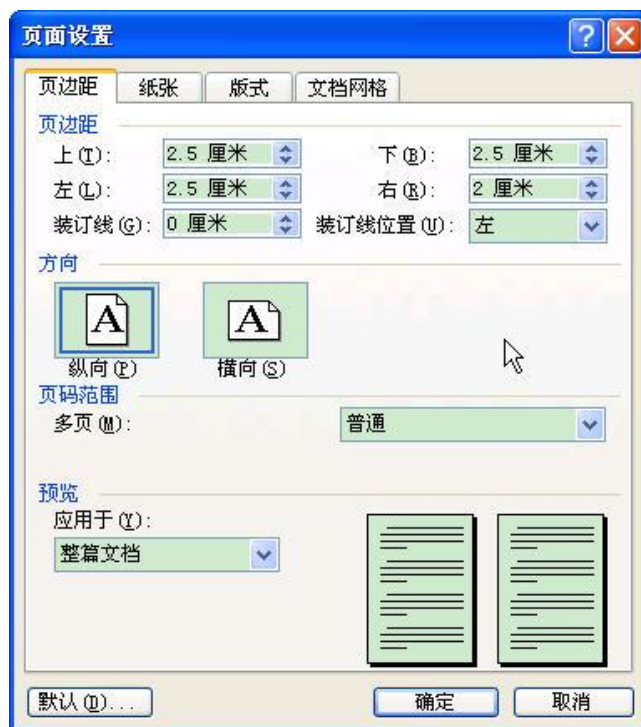 页面设置
页边距 纸张 版式 文档网格
页边距
上(T): 2.5 厘米 下(B): 2.5 厘米
左(L): 2.5 厘米 右(R): 2 厘米
装订线(G): 0 厘米 装订线位置(U): 左
方向
A A
纵向(P) 横向(S)
页码范围
多页(M): 普通
预览
应用于(Y):
整篇文档
默认(D)... 确定 取消